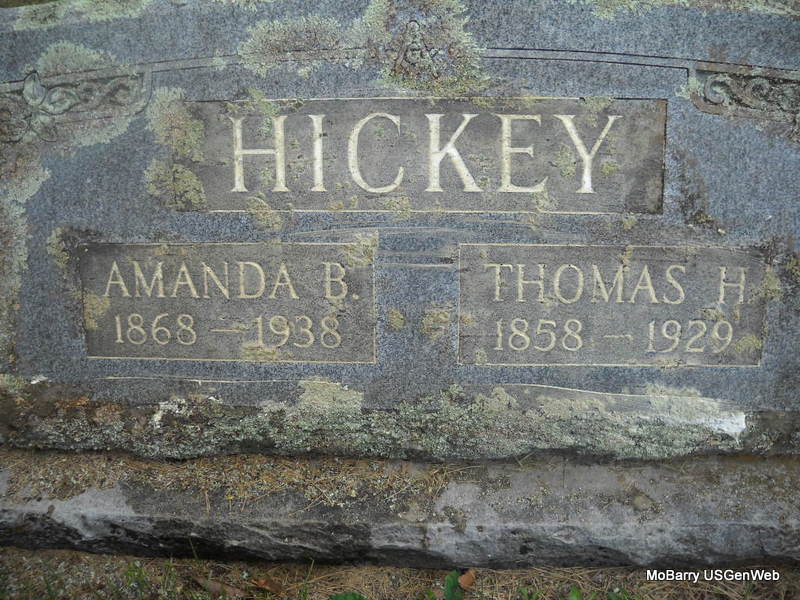 HICKEY
AMANDA B.
1868 — 1938
THOMAS H
1858 — 1929
MoBarry USGenWeb